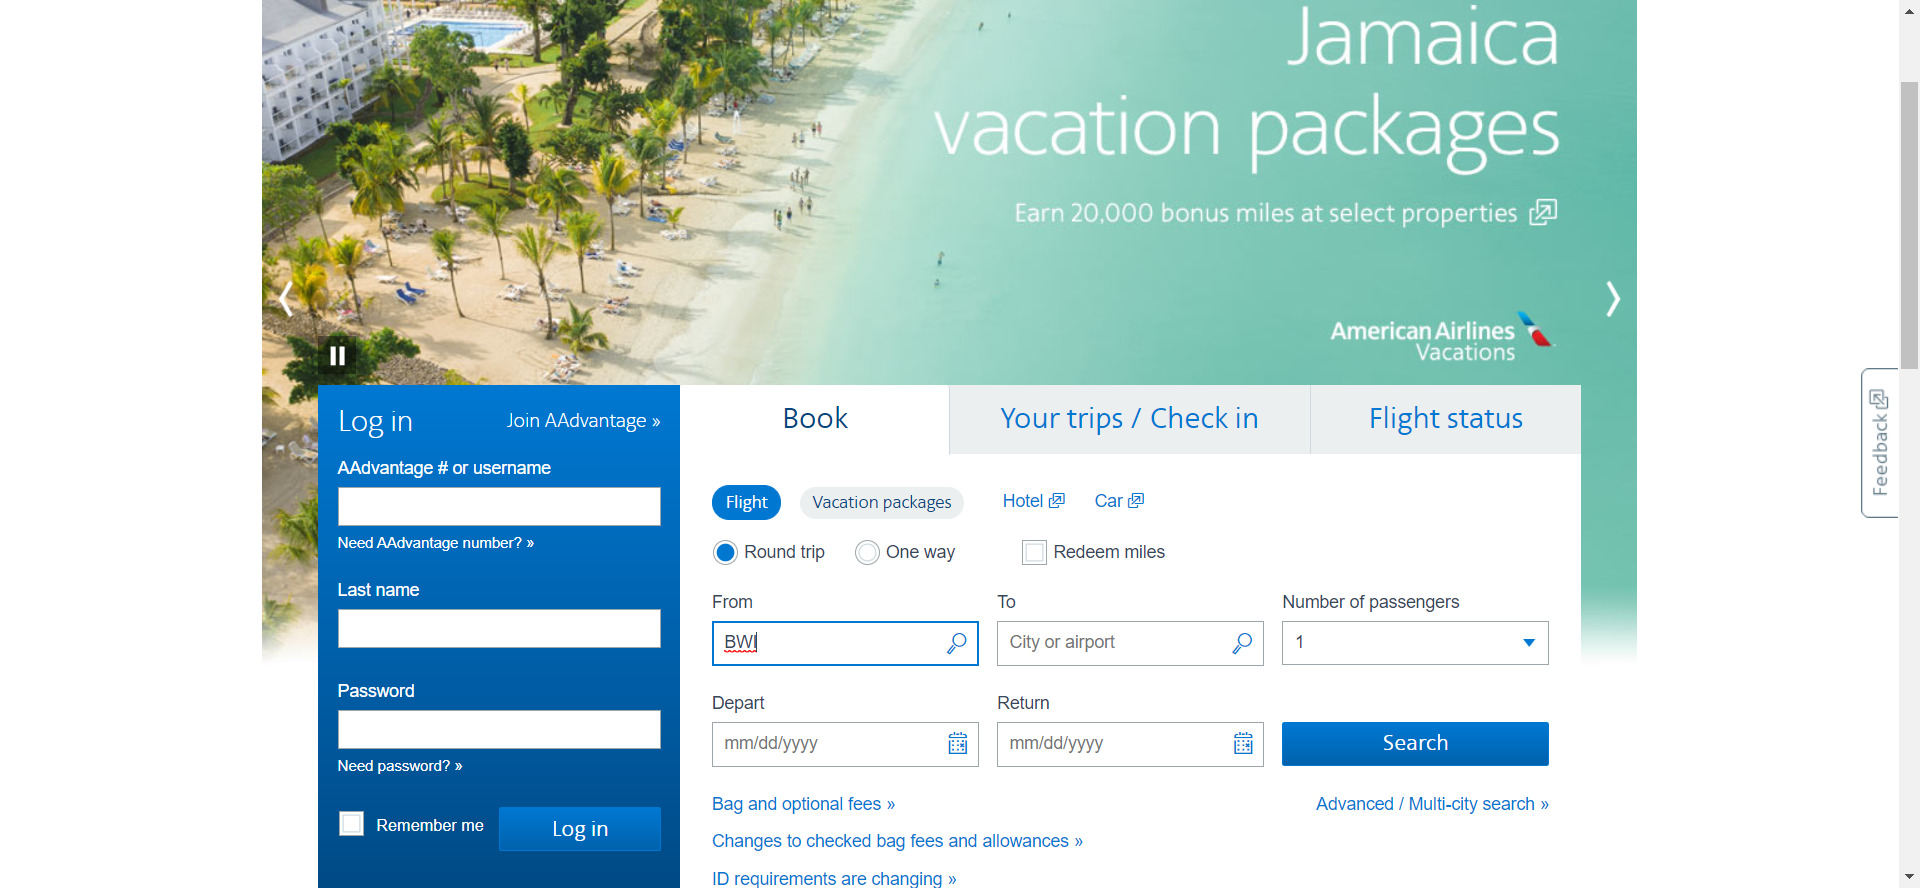 Jamaica
vacation packages
Earn 20,000 bonus miles at select properties
American Airlines
Vacations
Feedback
Log in
Join AAdvantage »
AAdvantage # or username
Need AAdvantage number? »
Last name
Password
Need password? »
Remember me
Log in
Book
Your trips / Check in
Flight status
Flight
Vacation packages
Hotel
Car
Round trip
One way
Redeem miles
From
To
Number of passengers
BWI
City or airport
1
Depart
Return
mm/dd/yyyy
mm/dd/yyyy
Search
Bag and optional fees »
Advanced / Multi-city search »
Changes to checked bag fees and allowances »
ID requirements are changing »